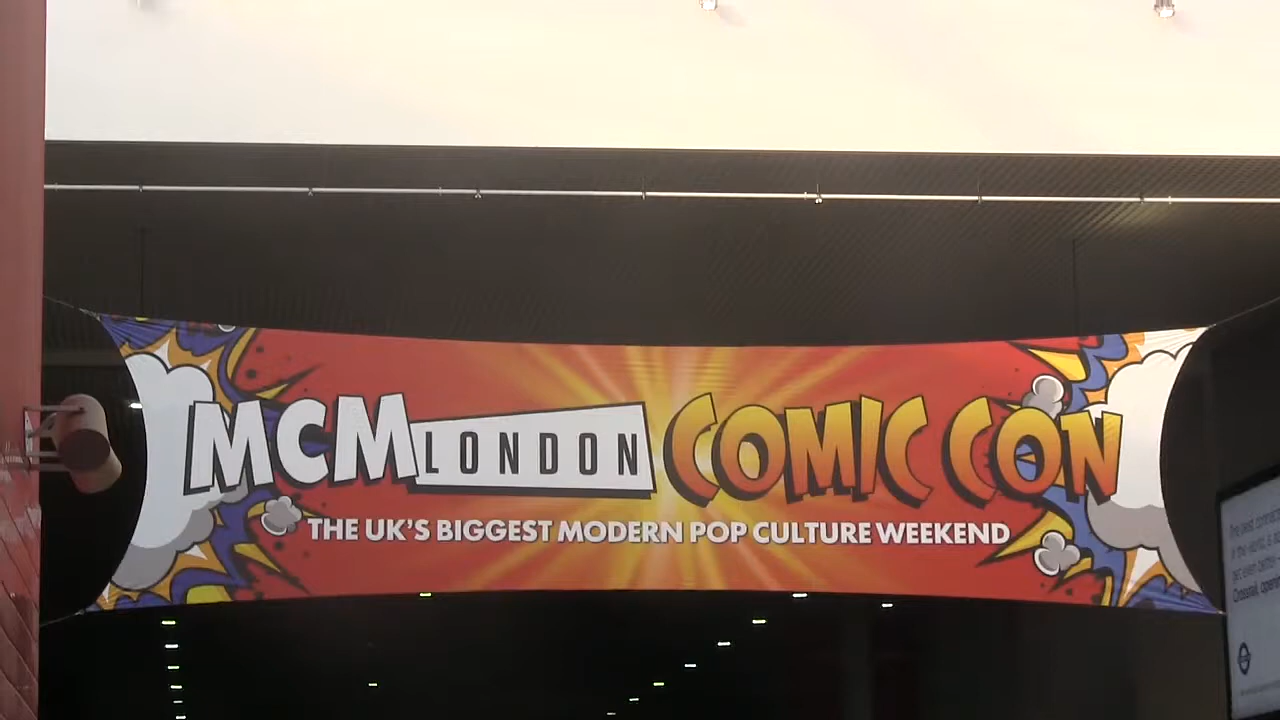 MCM LONDON COMIC CON
THE UK'S BIGGEST MODERN POP CULTURE WEEKEND